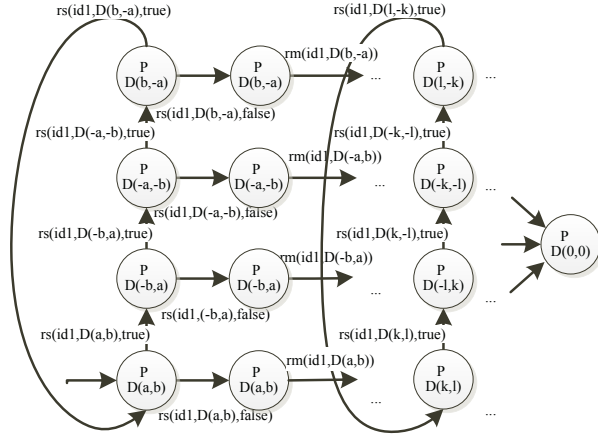 rs(id1,D(b,-a),true)
rs(id1,D(l,-k),true)
P
D(b,-a)
P
D(b,-a)
rm(id1,D(b,-a))
...
P
D(l,-k)
...
rs(id1,D(b,-a),false)
rs(id1,D(-a,-b),true)
rs(id1,D(-k,-l),true)
P
D(-a,-b)
P
D(-a,-b)
rm(id1,D(-a,b))
...
P
D(-k,-l)
...
rs(id1,D(-a,-b),false)
rs(id1,D(-b,a),true)
rs(id1,D(k,-l),true)
P
D(-b,a)
P
D(-b,a)
rm(id1,D(-b,a))
...
P
D(-l,k)
...
P
D(0,0)
rs(id1,(-b,a),false)
rs(id1,D(a,b),true)
rs(id1,D(k,l),true)
P
D(a,b)
P
D(a,b)
rm(id1,D(a,b))
...
P
D(k,l)
...
rs(id1,D(a,b),false)